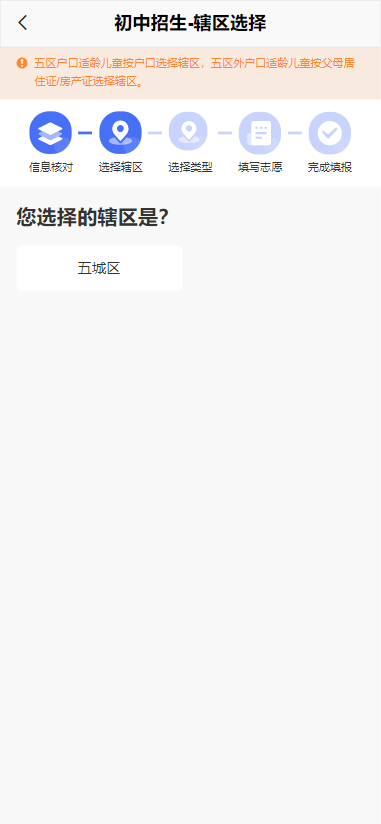 初中招生-辖区选择
五区户口适龄儿童按户口选择辖区，五区外户口适龄儿童按父母居
住证/房产证选择辖区。
信息核对 选择辖区 选择类型 填写志愿 完成填报
您选择的辖区是？
五城区